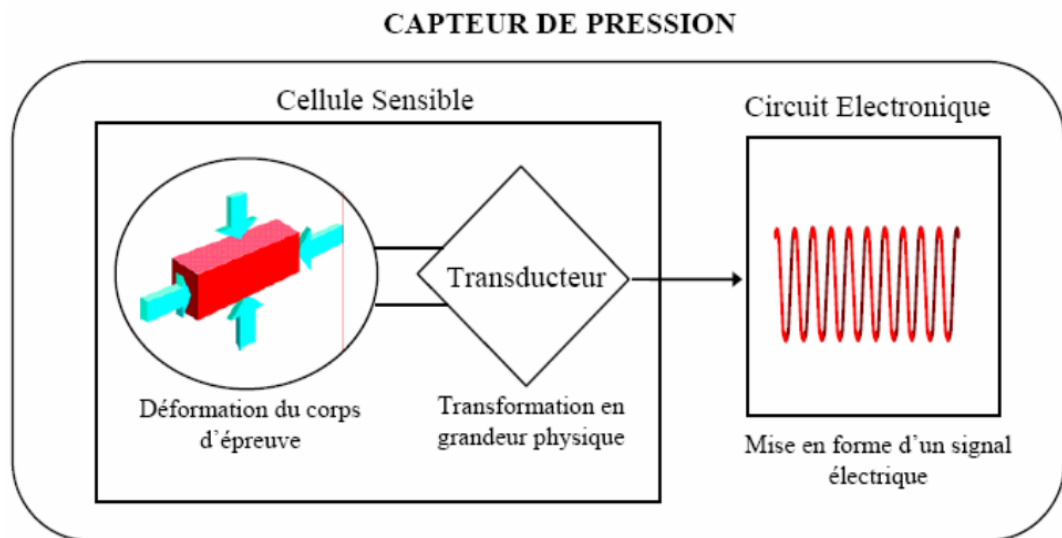 CAPTEUR DE PRESSION
Cellule Sensible
Circuit Electronique
Transducteur
Déformation du corps
d’épreuve
Transformation en
grandeur physique
Mise en forme d’un signal
électrique